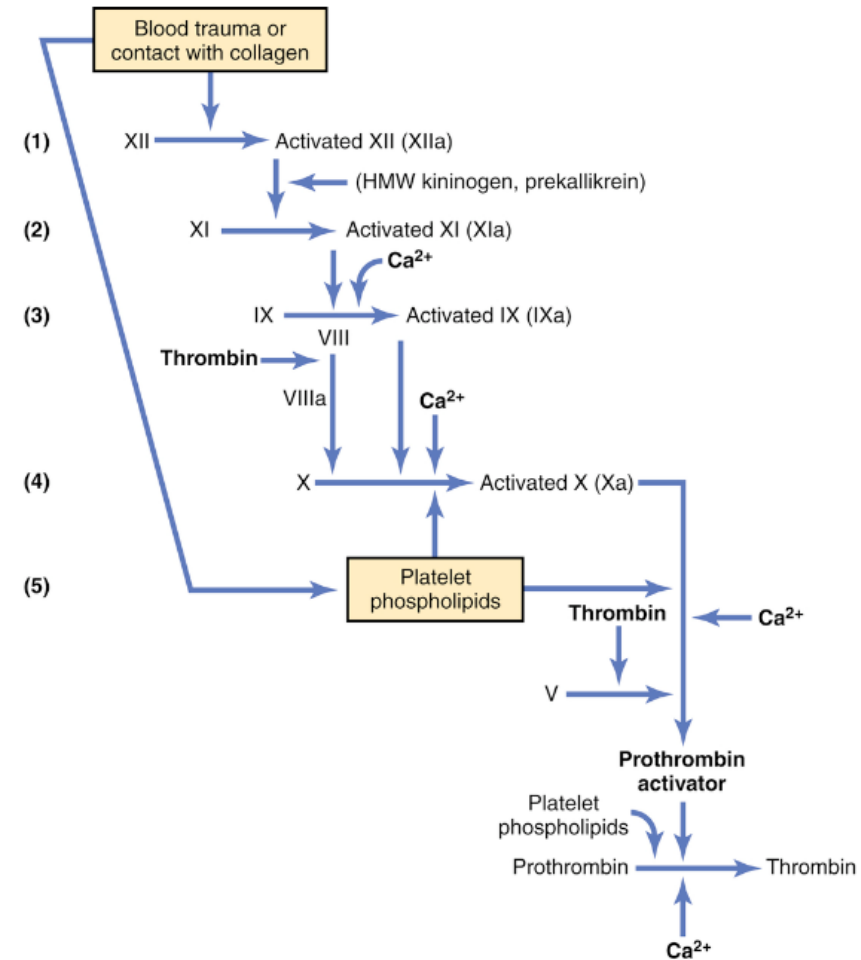 Blood trauma or
contact with collagen
(1) XII Activated XII (XIIa)
(HMW kininogen, prekallikrein)
(2) XI Activated XI (XIa)
Ca²⁺
(3) IX Activated IX (IXa)
VIII
Thrombin
VIIIa Ca²⁺
(4) X Activated X (Xa)
(5) Platelet
phospholipids
Thrombin Ca²⁺
V
Prothrombin
activator
Platelet
phospholipids
Prothrombin Thrombin
Ca²⁺